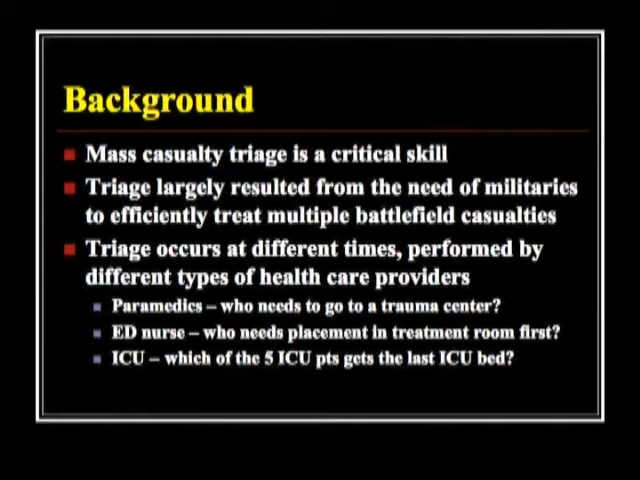 Background
Mass casualty triage is a critical skill
Triage largely resulted from the need of militaries
to efficiently treat multiple battlefield casualties
Triage occurs at different times, performed by
different types of health care providers
Paramedics – who needs to go to a trauma center?
ED nurse – who needs placement in treatment room first?
ICU – which of the 5 ICU pts gets the last ICU bed?